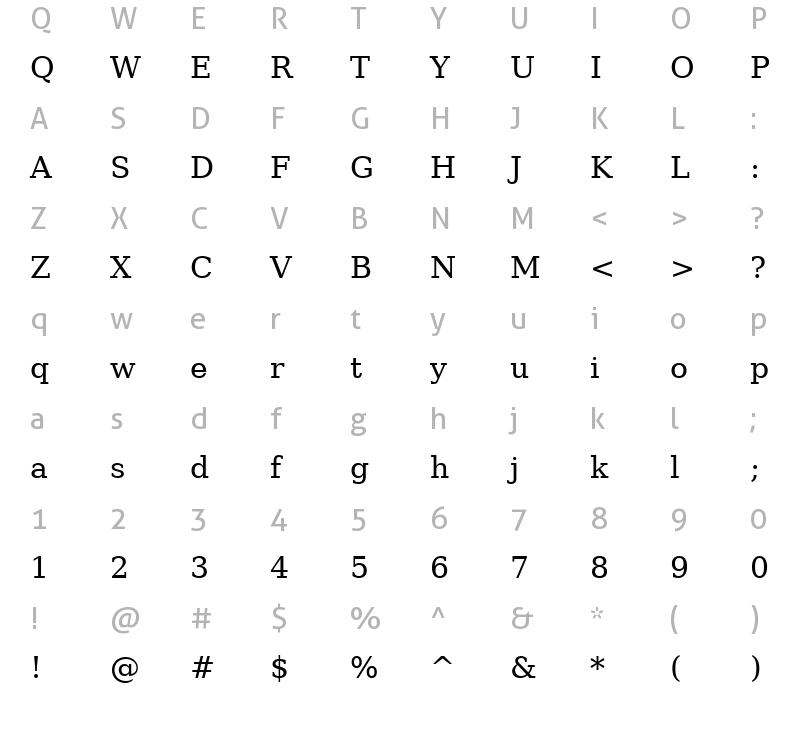 Q W E R T Y U I O P
Q W E R T Y U I O P
A S D F G H J K L :
A S D F G H J K L :
Z X C V B N M < > ?
Z X C V B N M < > ?
q w e r t y u i o p
q w e r t y u i o p
a s d f g h j k l ;
a s d f g h j k l ;
1 2 3 4 5 6 7 8 9 0
1 2 3 4 5 6 7 8 9 0
! @ # $ % ^ & * ( )
! @ # $ % ^ & * ( )